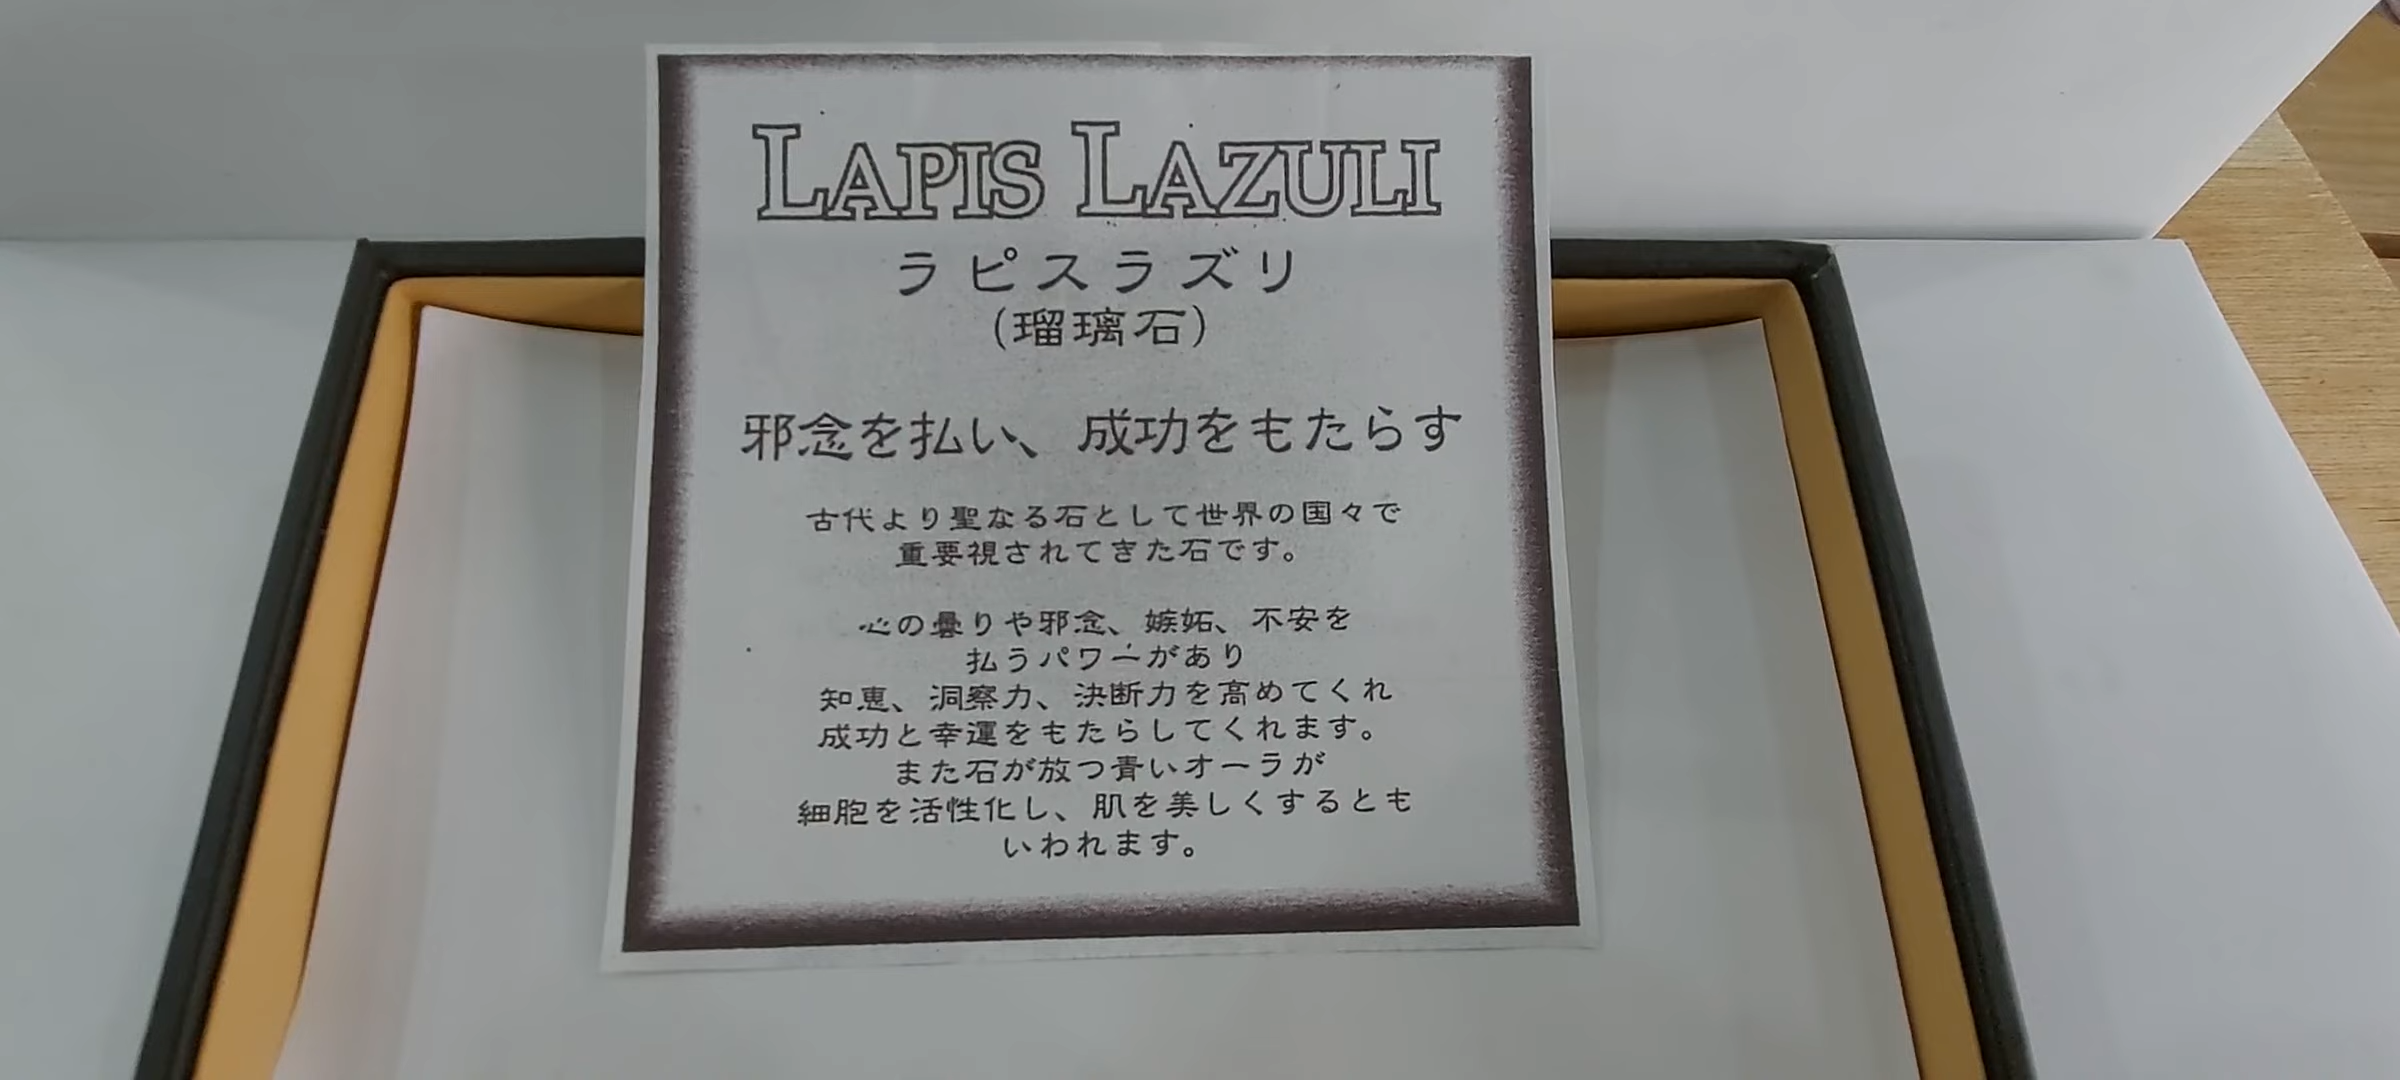 LAPIS LAZULI
ラピスラズリ
(瑠璃石)
邪念を払い、成功をもたらす
古代より聖なる石として世界の国々で
重要視されてきた石です。
心の曇りや邪念、嫉妬、不安を
払うパワーがあり
知恵、洞察力、決断力を高めてくれ
成功と幸運をもたらしてくれます。
また石が放つ青いオーラが
細胞を活性化し、肌を美しくするとも
いわれます。